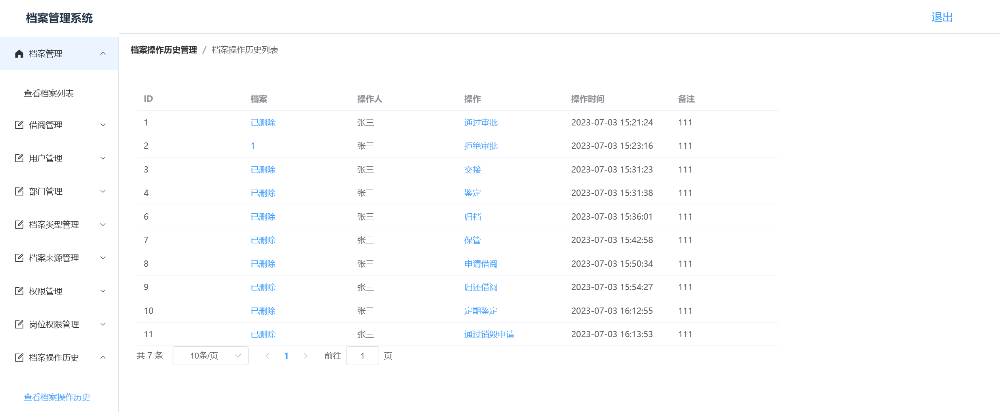 档案管理系统
退出
档案管理
查看档案列表
借阅管理
用户管理
部门管理
档案类型管理
档案来源管理
权限管理
岗位权限管理
档案操作历史
查看档案操作历史
档案操作历史管理 / 档案操作历史列表
ID 档案 操作人 操作 操作时间 备注
1 已删除 张三 通过审批 2023-07-03 15:21:24 111
2 1 张三 拒绝审批 2023-07-03 15:23:16 111
3 已删除 张三 交接 2023-07-03 15:31:23 111
4 已删除 张三 鉴定 2023-07-03 15:31:38 111
6 已删除 张三 归档 2023-07-03 15:36:01 111
7 已删除 张三 保管 2023-07-03 15:42:58 111
8 已删除 张三 申请借阅 2023-07-03 15:50:34 111
9 已删除 张三 归还借阅 2023-07-03 15:54:27 111
10 已删除 张三 定期鉴定 2023-07-03 16:12:55 111
11 已删除 张三 通过销毁申请 2023-07-03 16:13:53 111
共 7 条 10条/页 1 前往 1 页